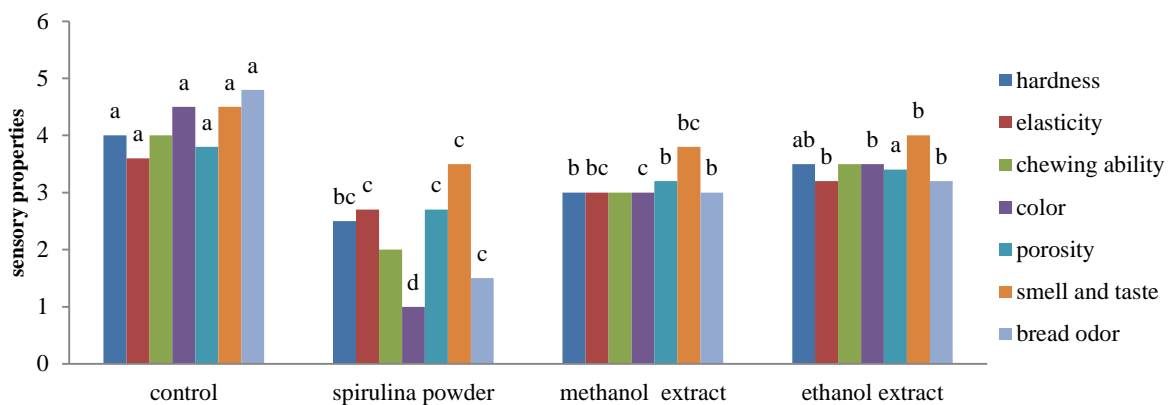 sensory properties
6
5
4
3
2
1
0
a
a
a
a
a
a
bc
c
d
c
c
c
b
bc
c
b
bc
b
ab
b
b
a
b
b
control
spirulina powder
methanol extract
ethanol extract
hardness
elasticity
chewing ability
color
porosity
smell and taste
bread odor